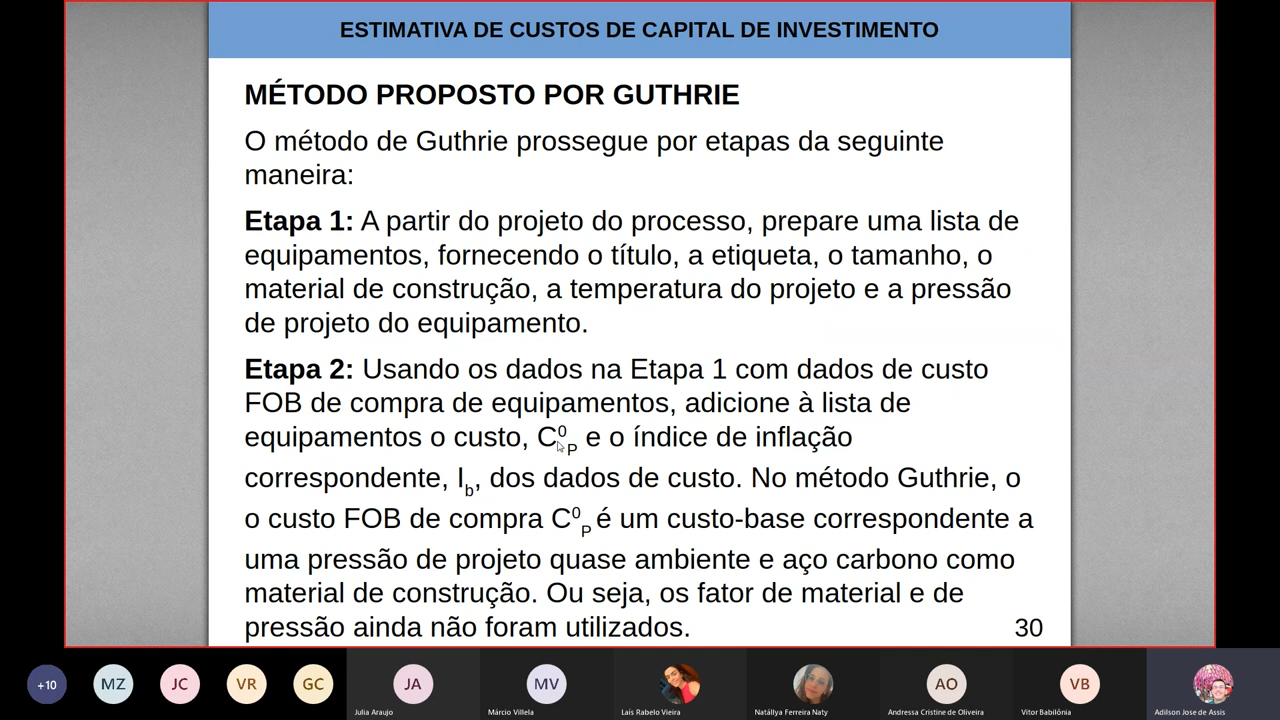 ESTIMATIVA DE CUSTOS DE CAPITAL DE INVESTIMENTO
MÉTODO PROPOSTO POR GUTHRIE
O método de Guthrie prossegue por etapas da seguinte
maneira:
Etapa 1: A partir do projeto do processo, prepare uma lista de
equipamentos, fornecendo o título, a etiqueta, o tamanho, o
material de construção, a temperatura do projeto e a pressão
de projeto do equipamento.
Etapa 2: Usando os dados na Etapa 1 com dados de custo
FOB de compra de equipamentos, adicione à lista de
equipamentos o custo, C⁰P e o índice de inflação
correspondente, Ib, dos dados de custo. No método Guthrie, o
o custo FOB de compra C⁰P é um custo-base correspondente a
uma pressão de projeto quase ambiente e aço carbono como
material de construção. Ou seja, os fator de material e de
pressão ainda não foram utilizados.
30
+10
MZ
JC
VR
GC
JA
MV
AO
VB
Julia Araujo
Márcio Villela
Laís Rabelo Vieira
Natállya Ferreira Naty
Andressa Cristine de Oliveira
Vitor Babilônia
Adilson Jose de Assis